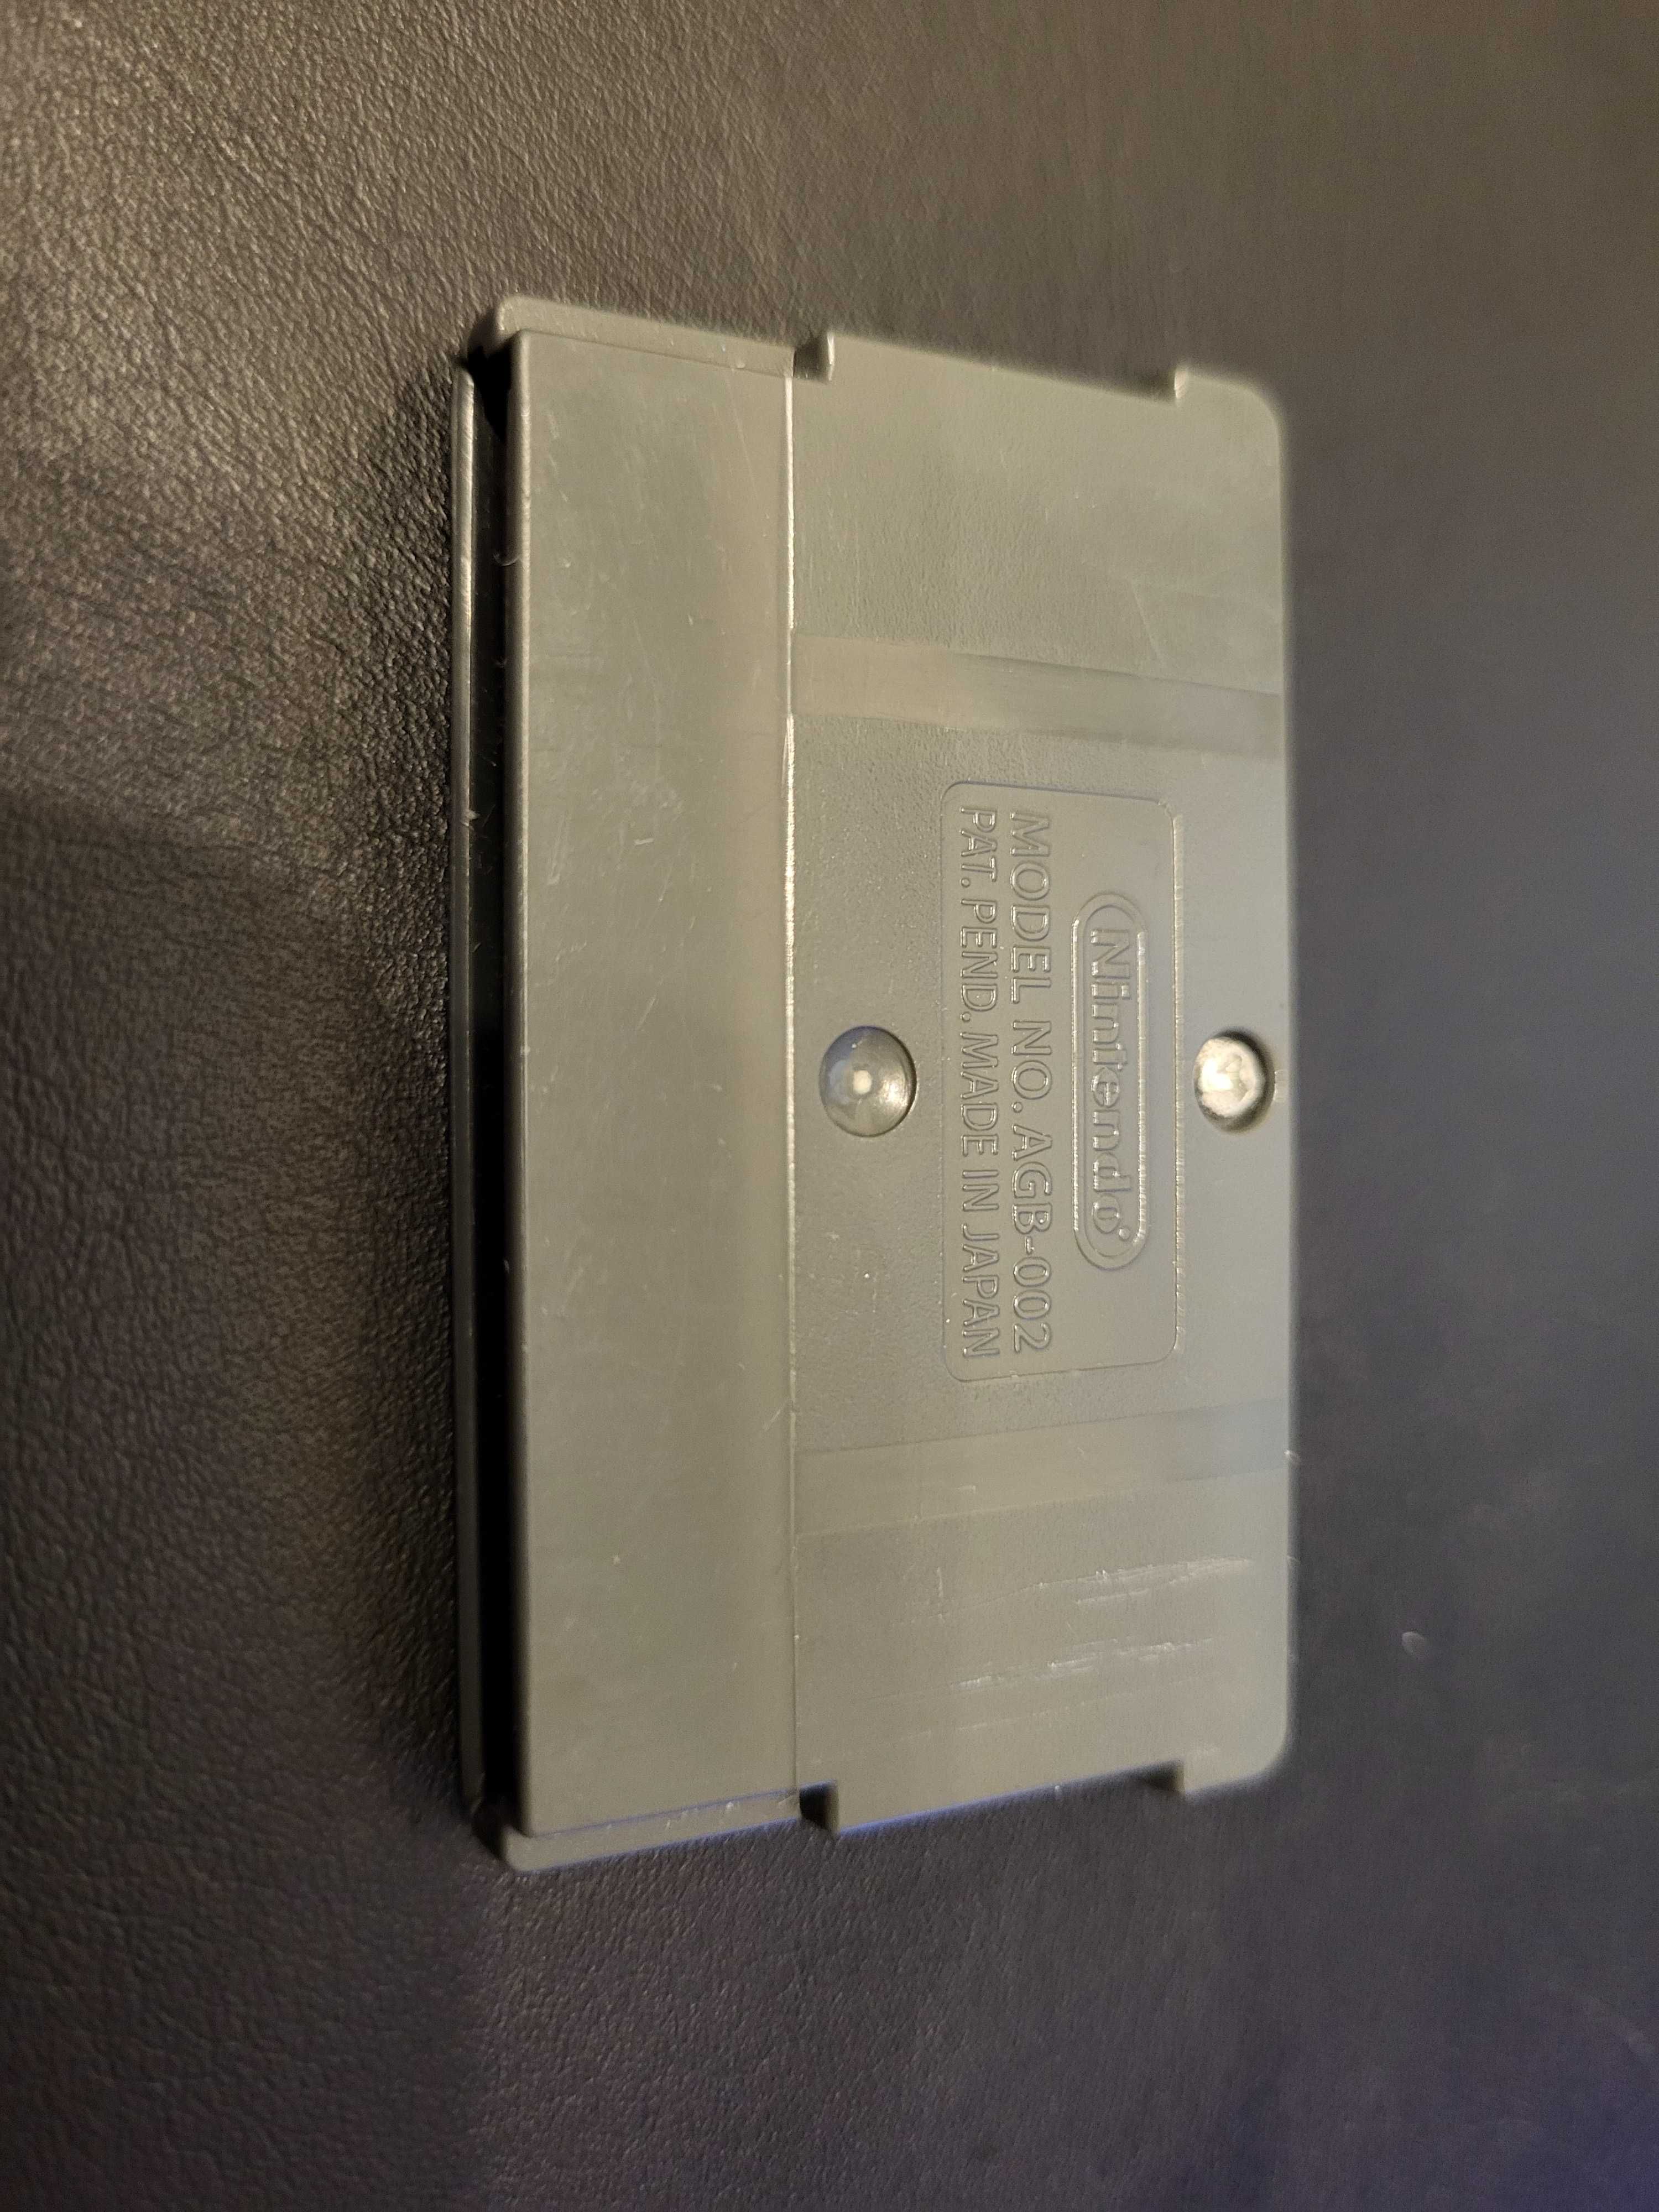 Nintendo®
MODEL NO. AGB-002
PAT. PEND. MADE IN JAPAN